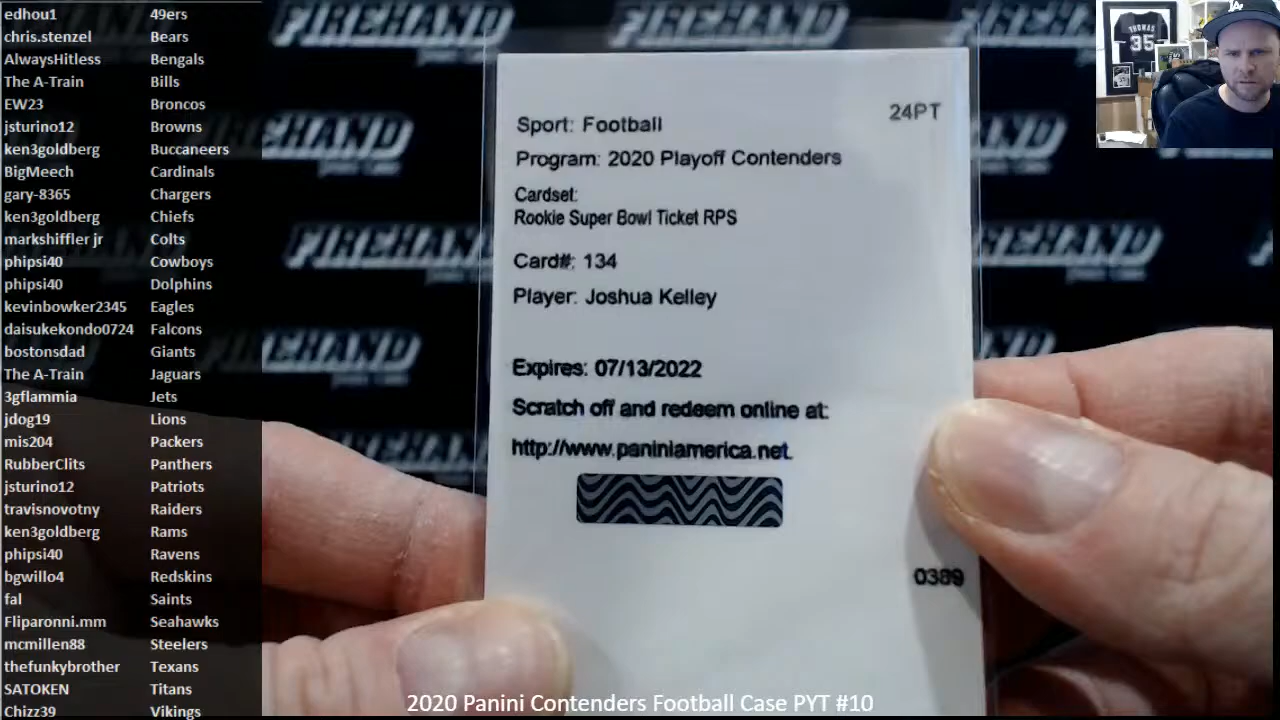 edhou1 49ers
chris.stenzel Bears
AlwaysHitless Bengals
The A-Train Bills
EW23 Broncos
jsturino12 Browns
ken3goldberg Buccaneers
BigMeech Cardinals
gary-8365 Chargers
ken3goldberg Chiefs
markshiffler jr Colts
phipsi40 Cowboys
phipsi40 Dolphins
kevinbowker2345 Eagles
daisukekondo0724 Falcons
bostonsdad Giants
The A-Train Jaguars
3gflammia Jets
jdog19 Lions
mis204 Packers
RubberClits Panthers
jsturino12 Patriots
travisnovotny Raiders
ken3goldberg Rams
phipsi40 Ravens
bgwillo4 Redskins
fal Saints
Fliparonni.mm Seahawks
mcmillen88 Steelers
thefunkybrother Texans
SATOKEN Titans
Chizz39 Vikings
FIREHAND
FIREHAND
FIREHAND
FIREHAND
24PT
Sport: Football
Program: 2020 Playoff Contenders
Cardset:
Rookie Super Bowl Ticket RPS
Card#: 134
Player: Joshua Kelley
Expires: 07/13/2022
Scratch off and redeem online at:
http://www.paniniamerica.net.
0389
THOMAS
35
LA
2020 Panini Contenders Football Case PYT #10